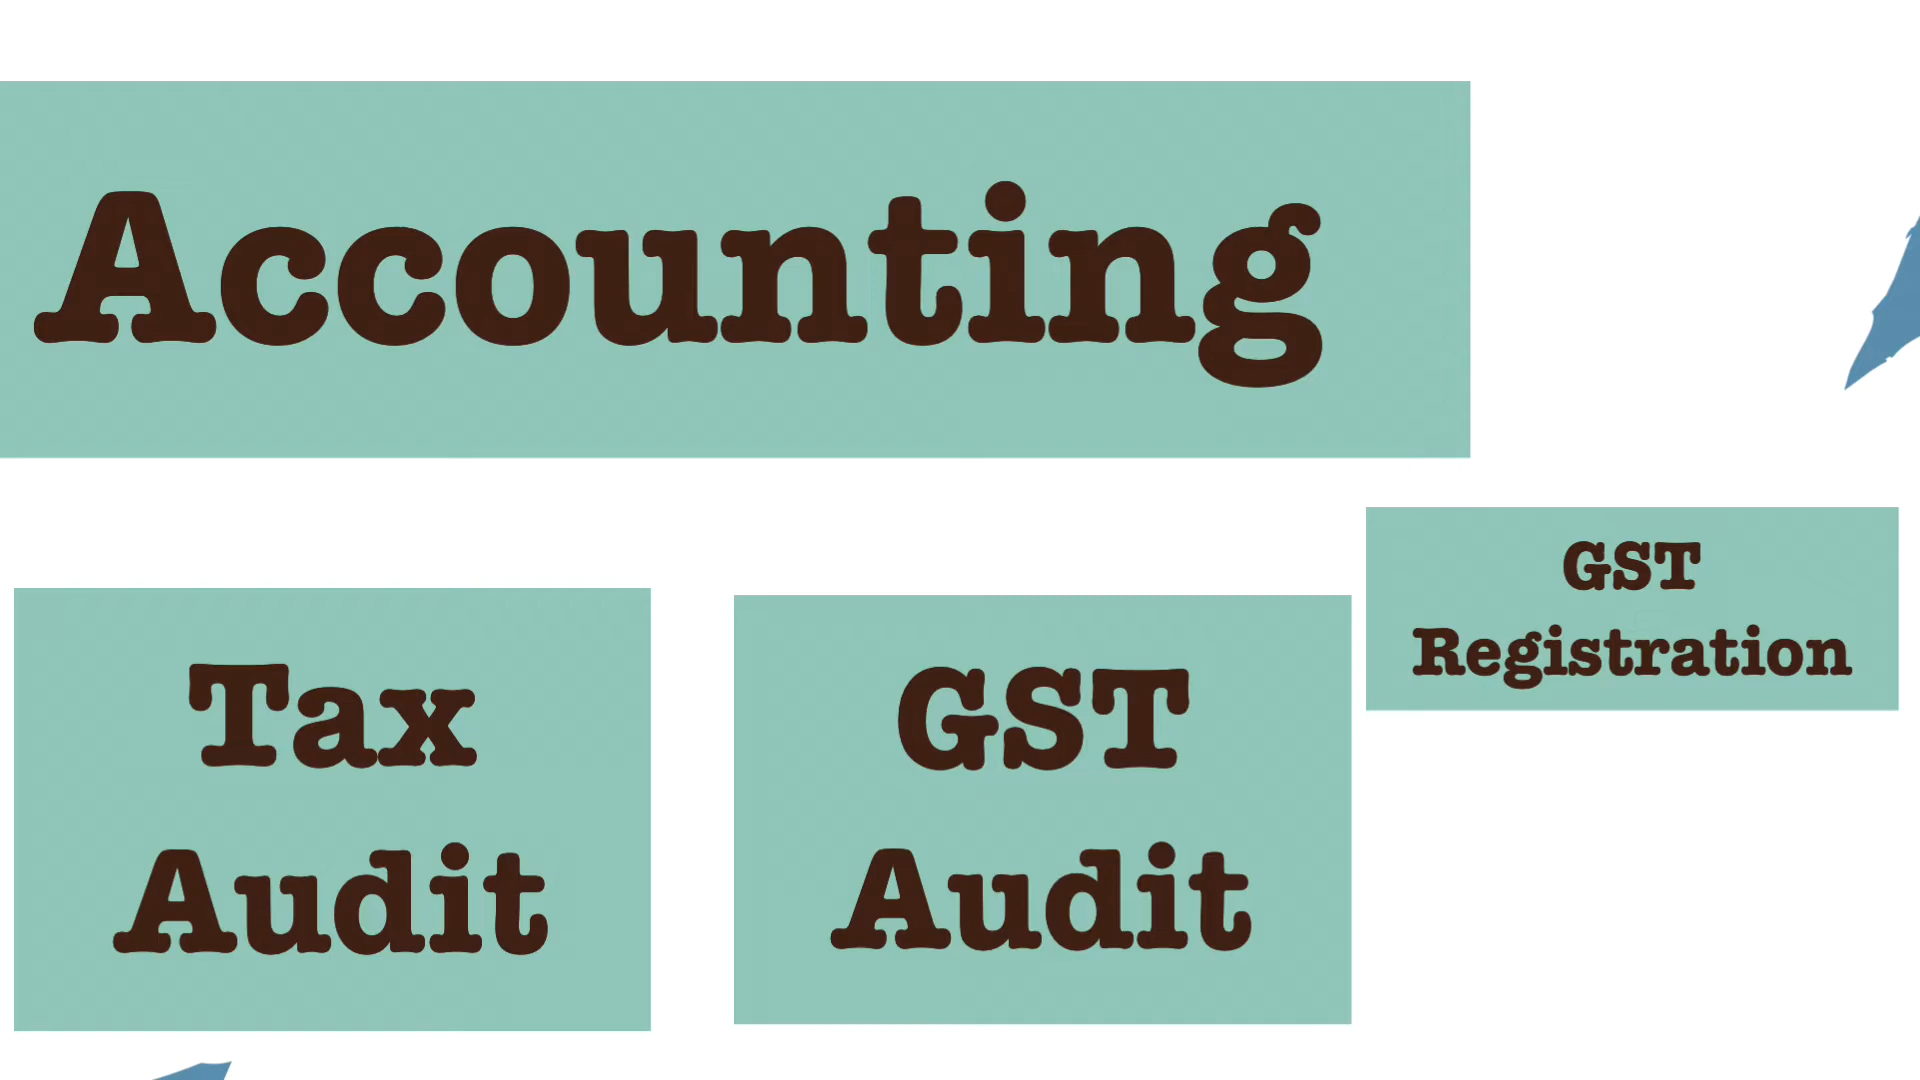 Accounting
Tax
Audit
GST
Audit
GST
Registration